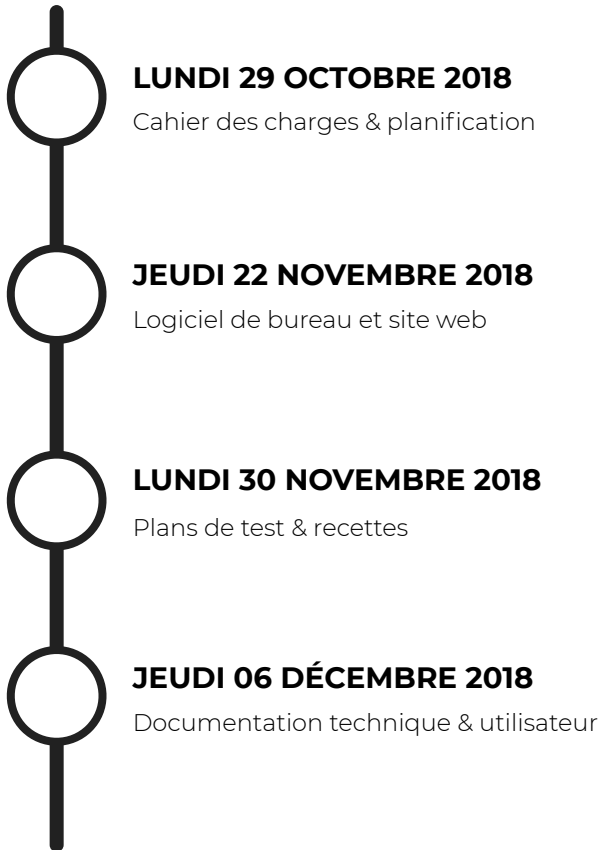 LUNDI 29 OCTOBRE 2018
Cahier des charges & planification
JEUDI 22 NOVEMBRE 2018
Logiciel de bureau et site web
LUNDI 30 NOVEMBRE 2018
Plans de test & recettes
JEUDI 06 DÉCEMBRE 2018
Documentation technique & utilisateur